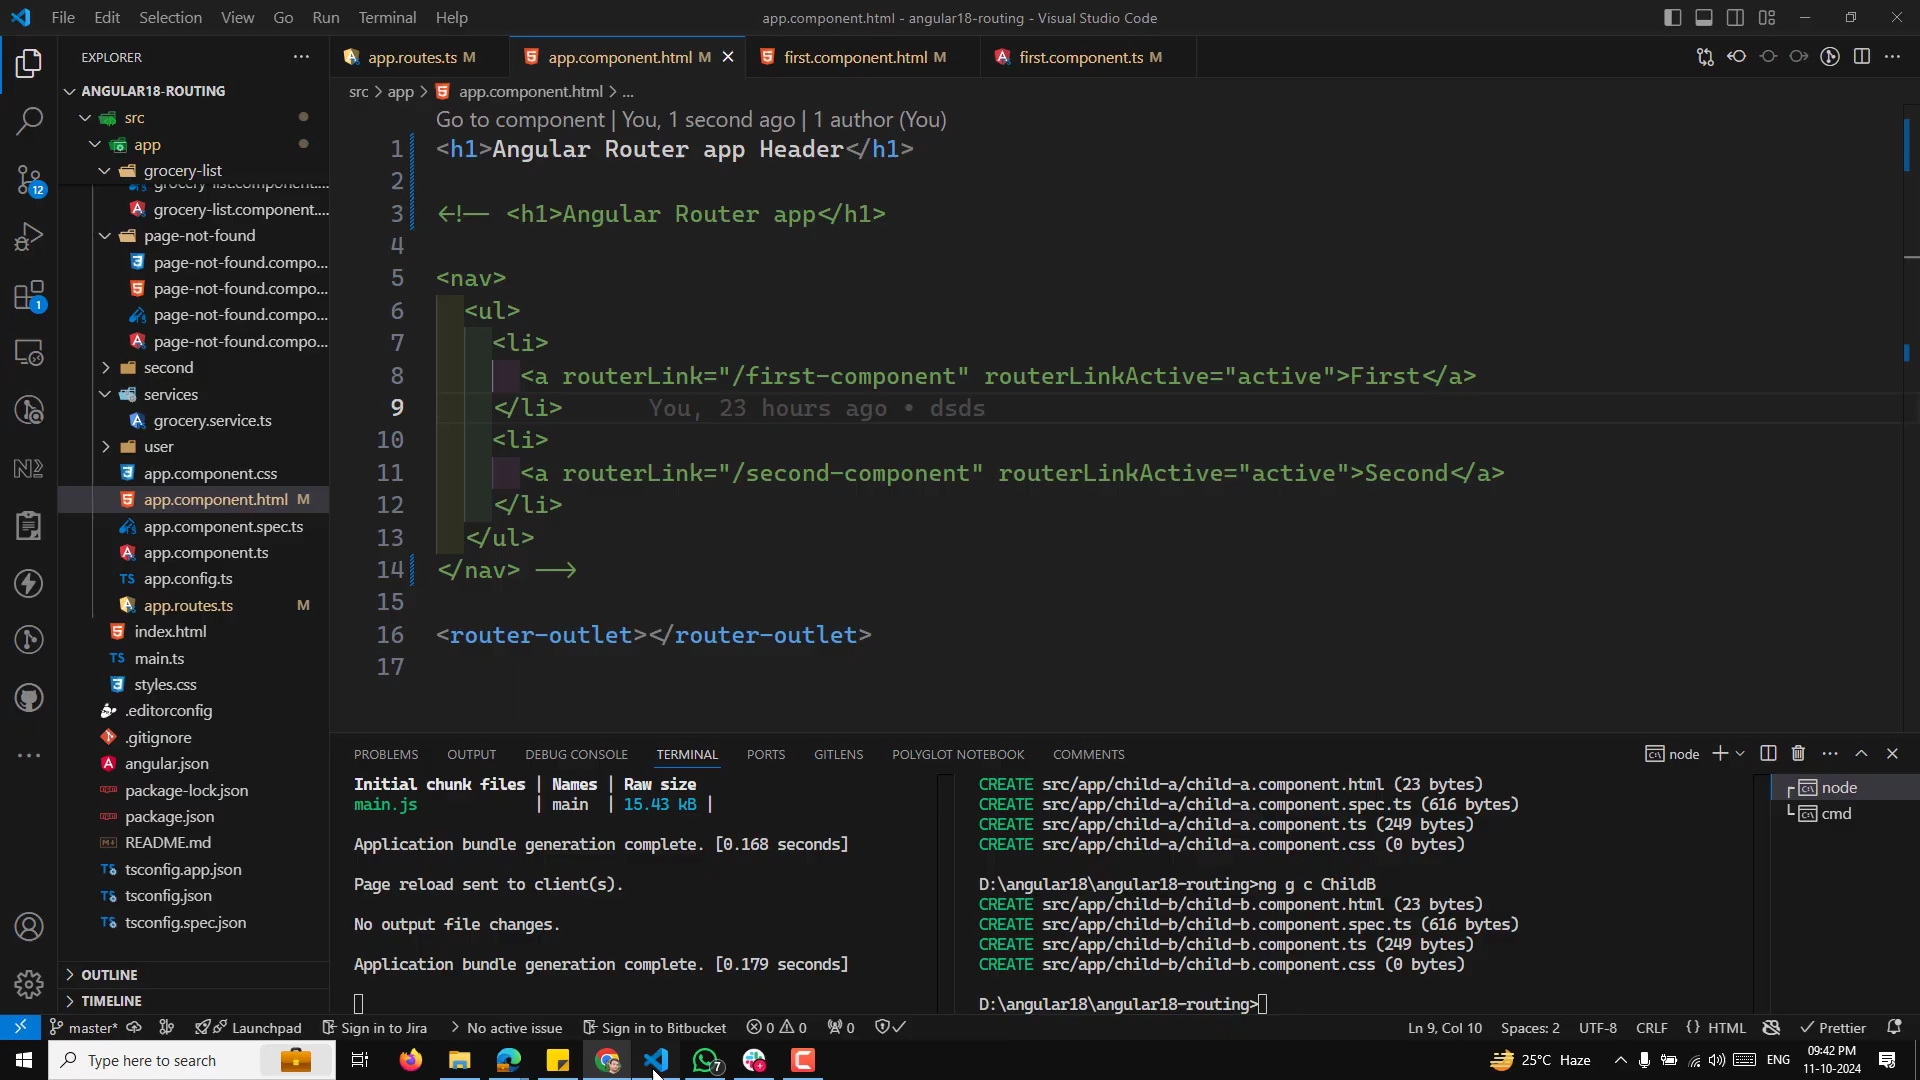 File Edit Selection View Go Run Terminal Help
app.component.html - angular18-routing - Visual Studio Code
EXPLORER
ANGULAR18-ROUTING
src
app
grocery-list
grocery-list.component....
grocery-list.component....
page-not-found
page-not-found.compo...
page-not-found.compo...
page-not-found.compo...
page-not-found.compo...
second
services
grocery.service.ts
user
app.component.css
app.component.html M
app.component.spec.ts
app.component.ts
app.config.ts
app.routes.ts M
index.html
main.ts
styles.css
.editorconfig
.gitignore
angular.json
package-lock.json
package.json
README.md
tsconfig.app.json
tsconfig.json
tsconfig.spec.json
OUTLINE
TIMELINE
12
1
app.routes.ts M
app.component.html M
first.component.html M
first.component.ts M
src > app > app.component.html > ...
Go to component | You, 1 second ago | 1 author (You)
1 <h1>Angular Router app Header</h1>
2
3 <!-- <h1>Angular Router app</h1>
4
5 <nav>
6 <ul>
7 <li>
8 <a routerLink="/first-component" routerLinkActive="active">First</a>
9 </li> You, 23 hours ago • dsds
10 <li>
11 <a routerLink="/second-component" routerLinkActive="active">Second</a>
12 </li>
13 </ul>
14 </nav> -->
15
16 <router-outlet></router-outlet>
17
PROBLEMS OUTPUT DEBUG CONSOLE TERMINAL PORTS GITLENS POLYGLOT NOTEBOOK COMMENTS
node
Initial chunk files | Names | Raw size
main.js | main | 15.43 kB |
Application bundle generation complete. [0.168 seconds]
Page reload sent to client(s).
No output file changes.
Application bundle generation complete. [0.179 seconds]
CREATE src/app/child-a/child-a.component.html (23 bytes)
CREATE src/app/child-a/child-a.component.spec.ts (616 bytes)
CREATE src/app/child-a/child-a.component.ts (249 bytes)
CREATE src/app/child-a/child-a.component.css (0 bytes)
D:\angular18\angular18-routing>ng g c ChildB
CREATE src/app/child-b/child-b.component.html (23 bytes)
CREATE src/app/child-b/child-b.component.spec.ts (616 bytes)
CREATE src/app/child-b/child-b.component.ts (249 bytes)
CREATE src/app/child-b/child-b.component.css (0 bytes)
D:\angular18\angular18-routing>
node
cmd
master* Launchpad Sign in to Jira No active issue Sign in to Bitbucket 0 0 0
Ln 9, Col 10 Spaces: 2 UTF-8 CRLF HTML Prettier
Type here to search
7
25°C Haze
ENG
09:42 PM
11-10-2024